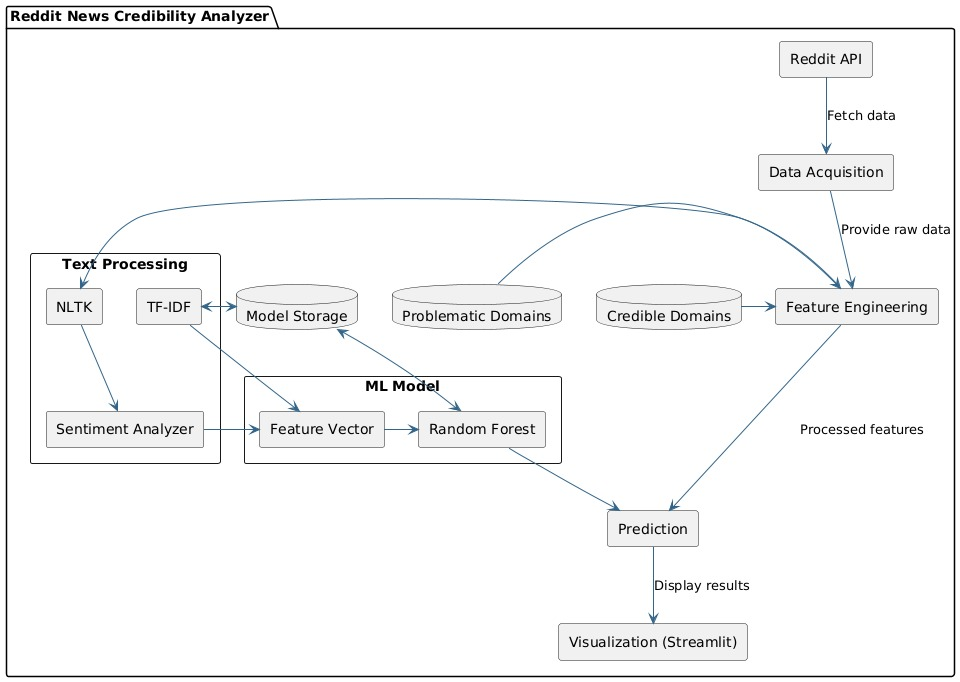 Reddit News Credibility Analyzer
Reddit API
Fetch data
Data Acquisition
Provide raw data
Text Processing
NLTK
TF-IDF
Model Storage
Problematic Domains
Credible Domains
Feature Engineering
ML Model
Sentiment Analyzer
Feature Vector
Random Forest
Processed features
Prediction
Display results
Visualization (Streamlit)